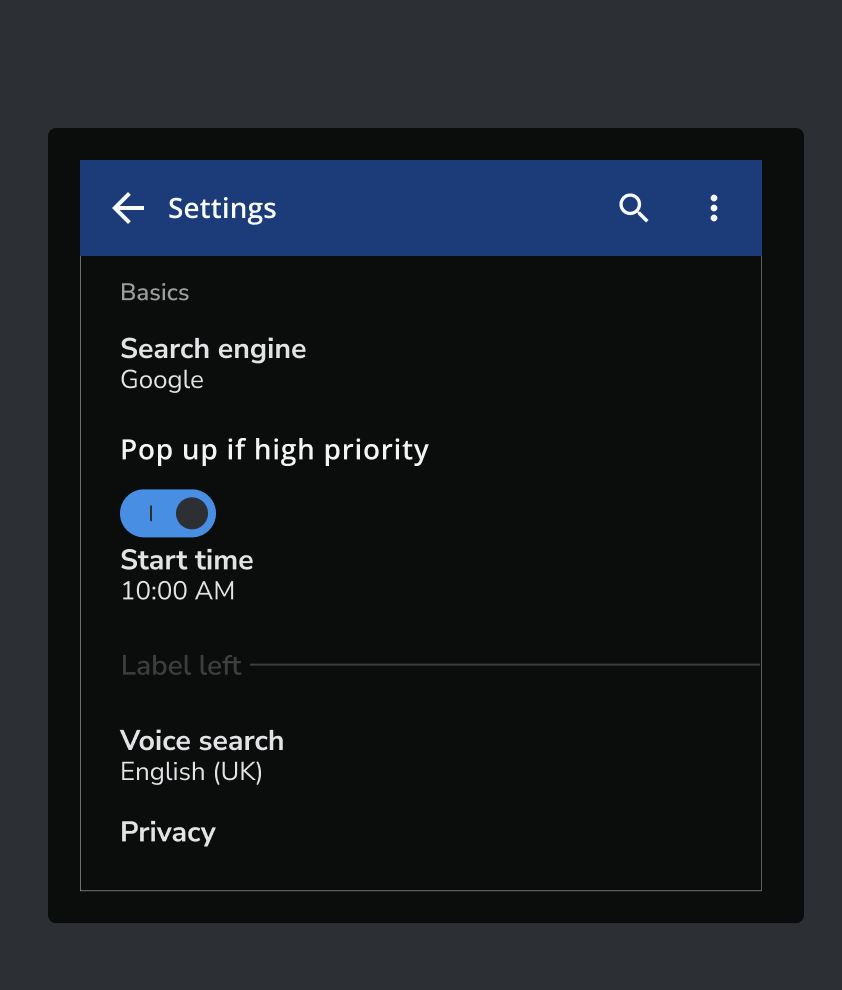 Settings
Basics
Search engine
Google
Pop up if high priority
Start time
10:00 AM
Label left
Voice search
English (UK)
Privacy